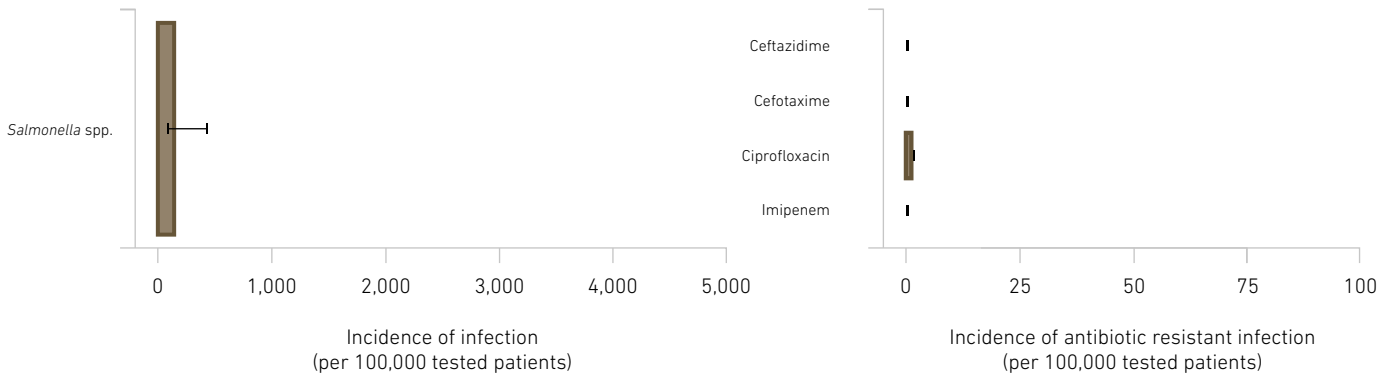 Salmonella spp.
0 1,000 2,000 3,000 4,000 5,000
Incidence of infection
(per 100,000 tested patients)
Ceftazidime
Cefotaxime
Ciprofloxacin
Imipenem
0 25 50 75 100
Incidence of antibiotic resistant infection
(per 100,000 tested patients)